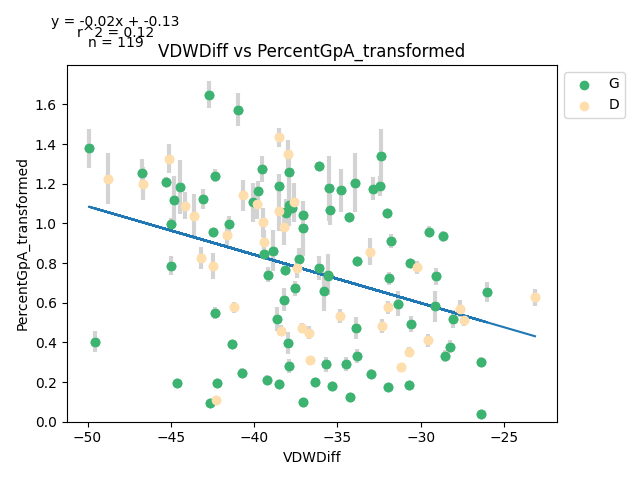 y = -0.02x + -0.13
r^2 = 0.12
n = 119
VDWDiff vs PercentGpA_transformed
G
D
PercentGpA_transformed
1.6
1.4
1.2
1.0
0.8
0.6
0.4
0.2
0.0
−50 −45 −40 −35 −30 −25
VDWDiff